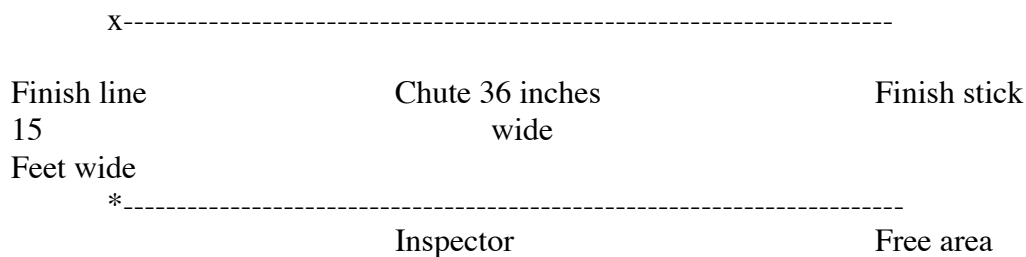 x-------------------------------------------------------------------------
Finish line Chute 36 inches Finish stick
15 wide
Feet wide
*--------------------------------------------------------------------------
Inspector Free area